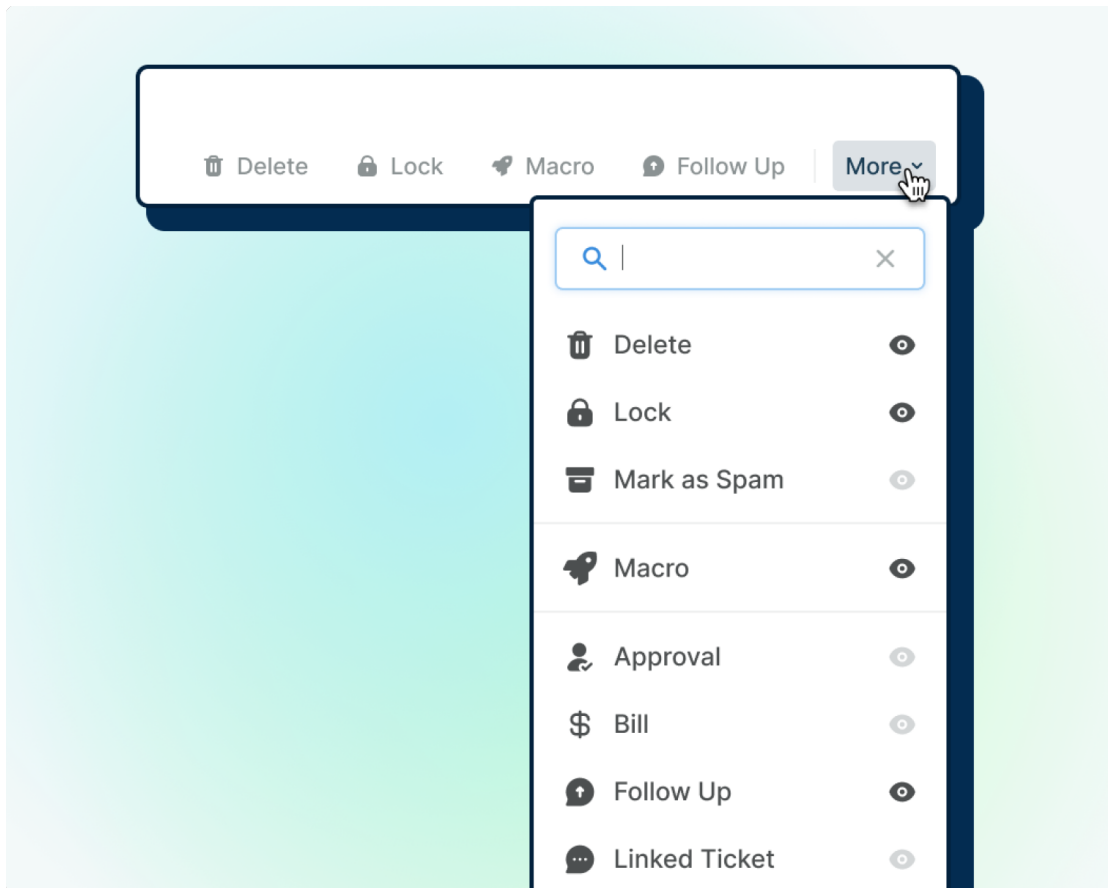 Delete Lock Macro Follow Up More
Delete
Lock
Mark as Spam
Macro
Approval
Bill
Follow Up
Linked Ticket